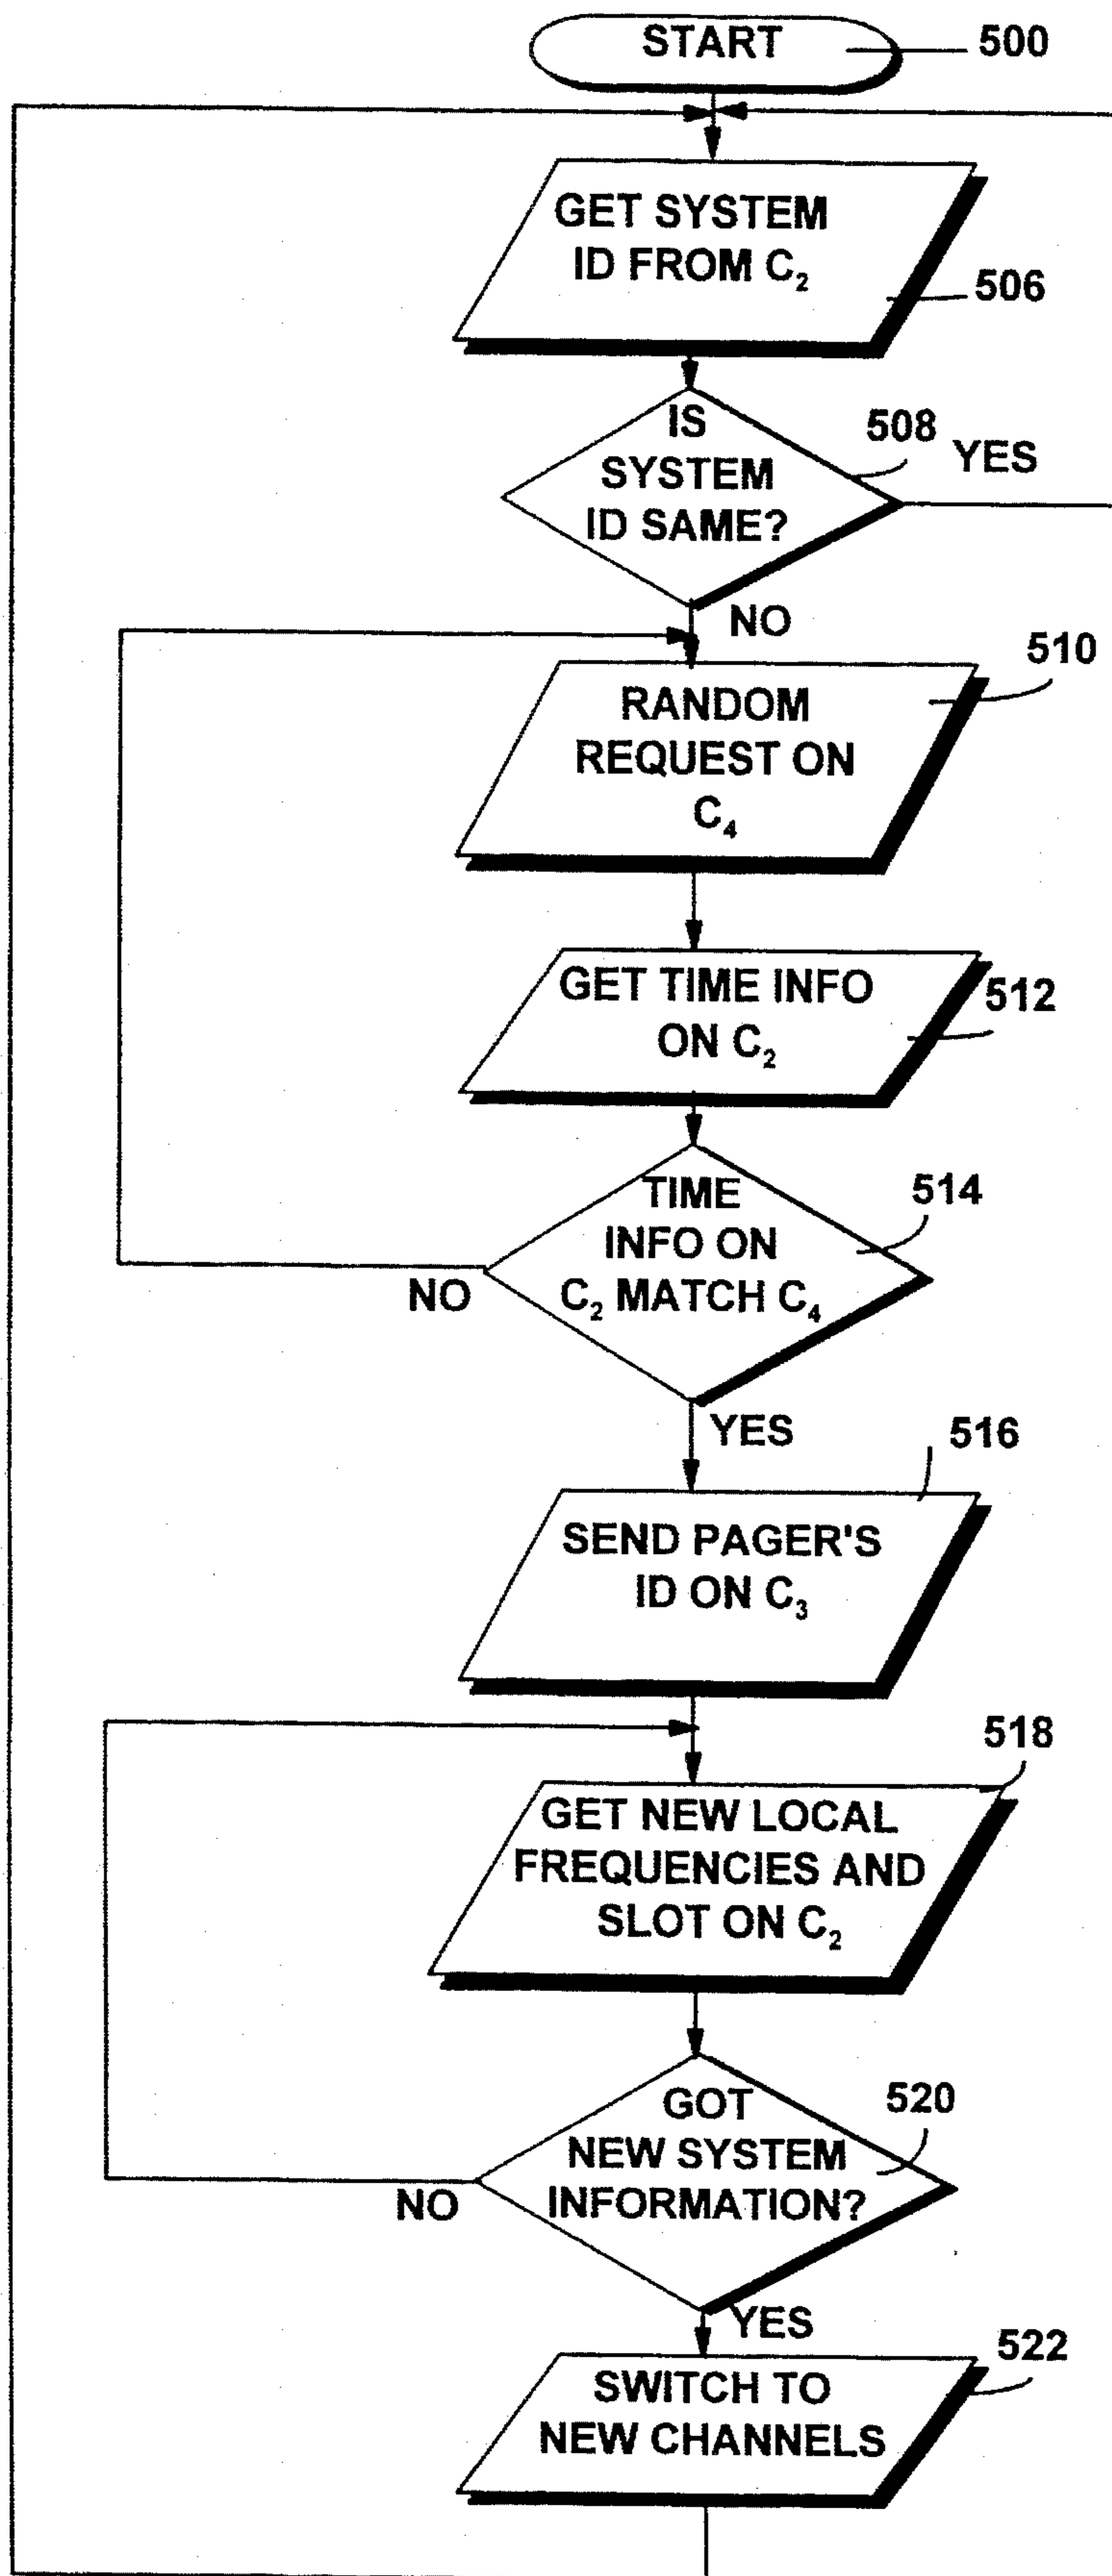 START
500
GET SYSTEM
ID FROM C₂
506
IS
SYSTEM
ID SAME?
508
YES
NO
510
RANDOM
REQUEST ON
C₄
GET TIME INFO
ON C₂
512
TIME
INFO ON
C₂ MATCH C₄
514
NO
YES
516
SEND PAGER'S
ID ON C₃
518
GET NEW LOCAL
FREQUENCIES AND
SLOT ON C₂
GOT
NEW SYSTEM
INFORMATION?
520
NO
YES
522
SWITCH TO
NEW CHANNELS